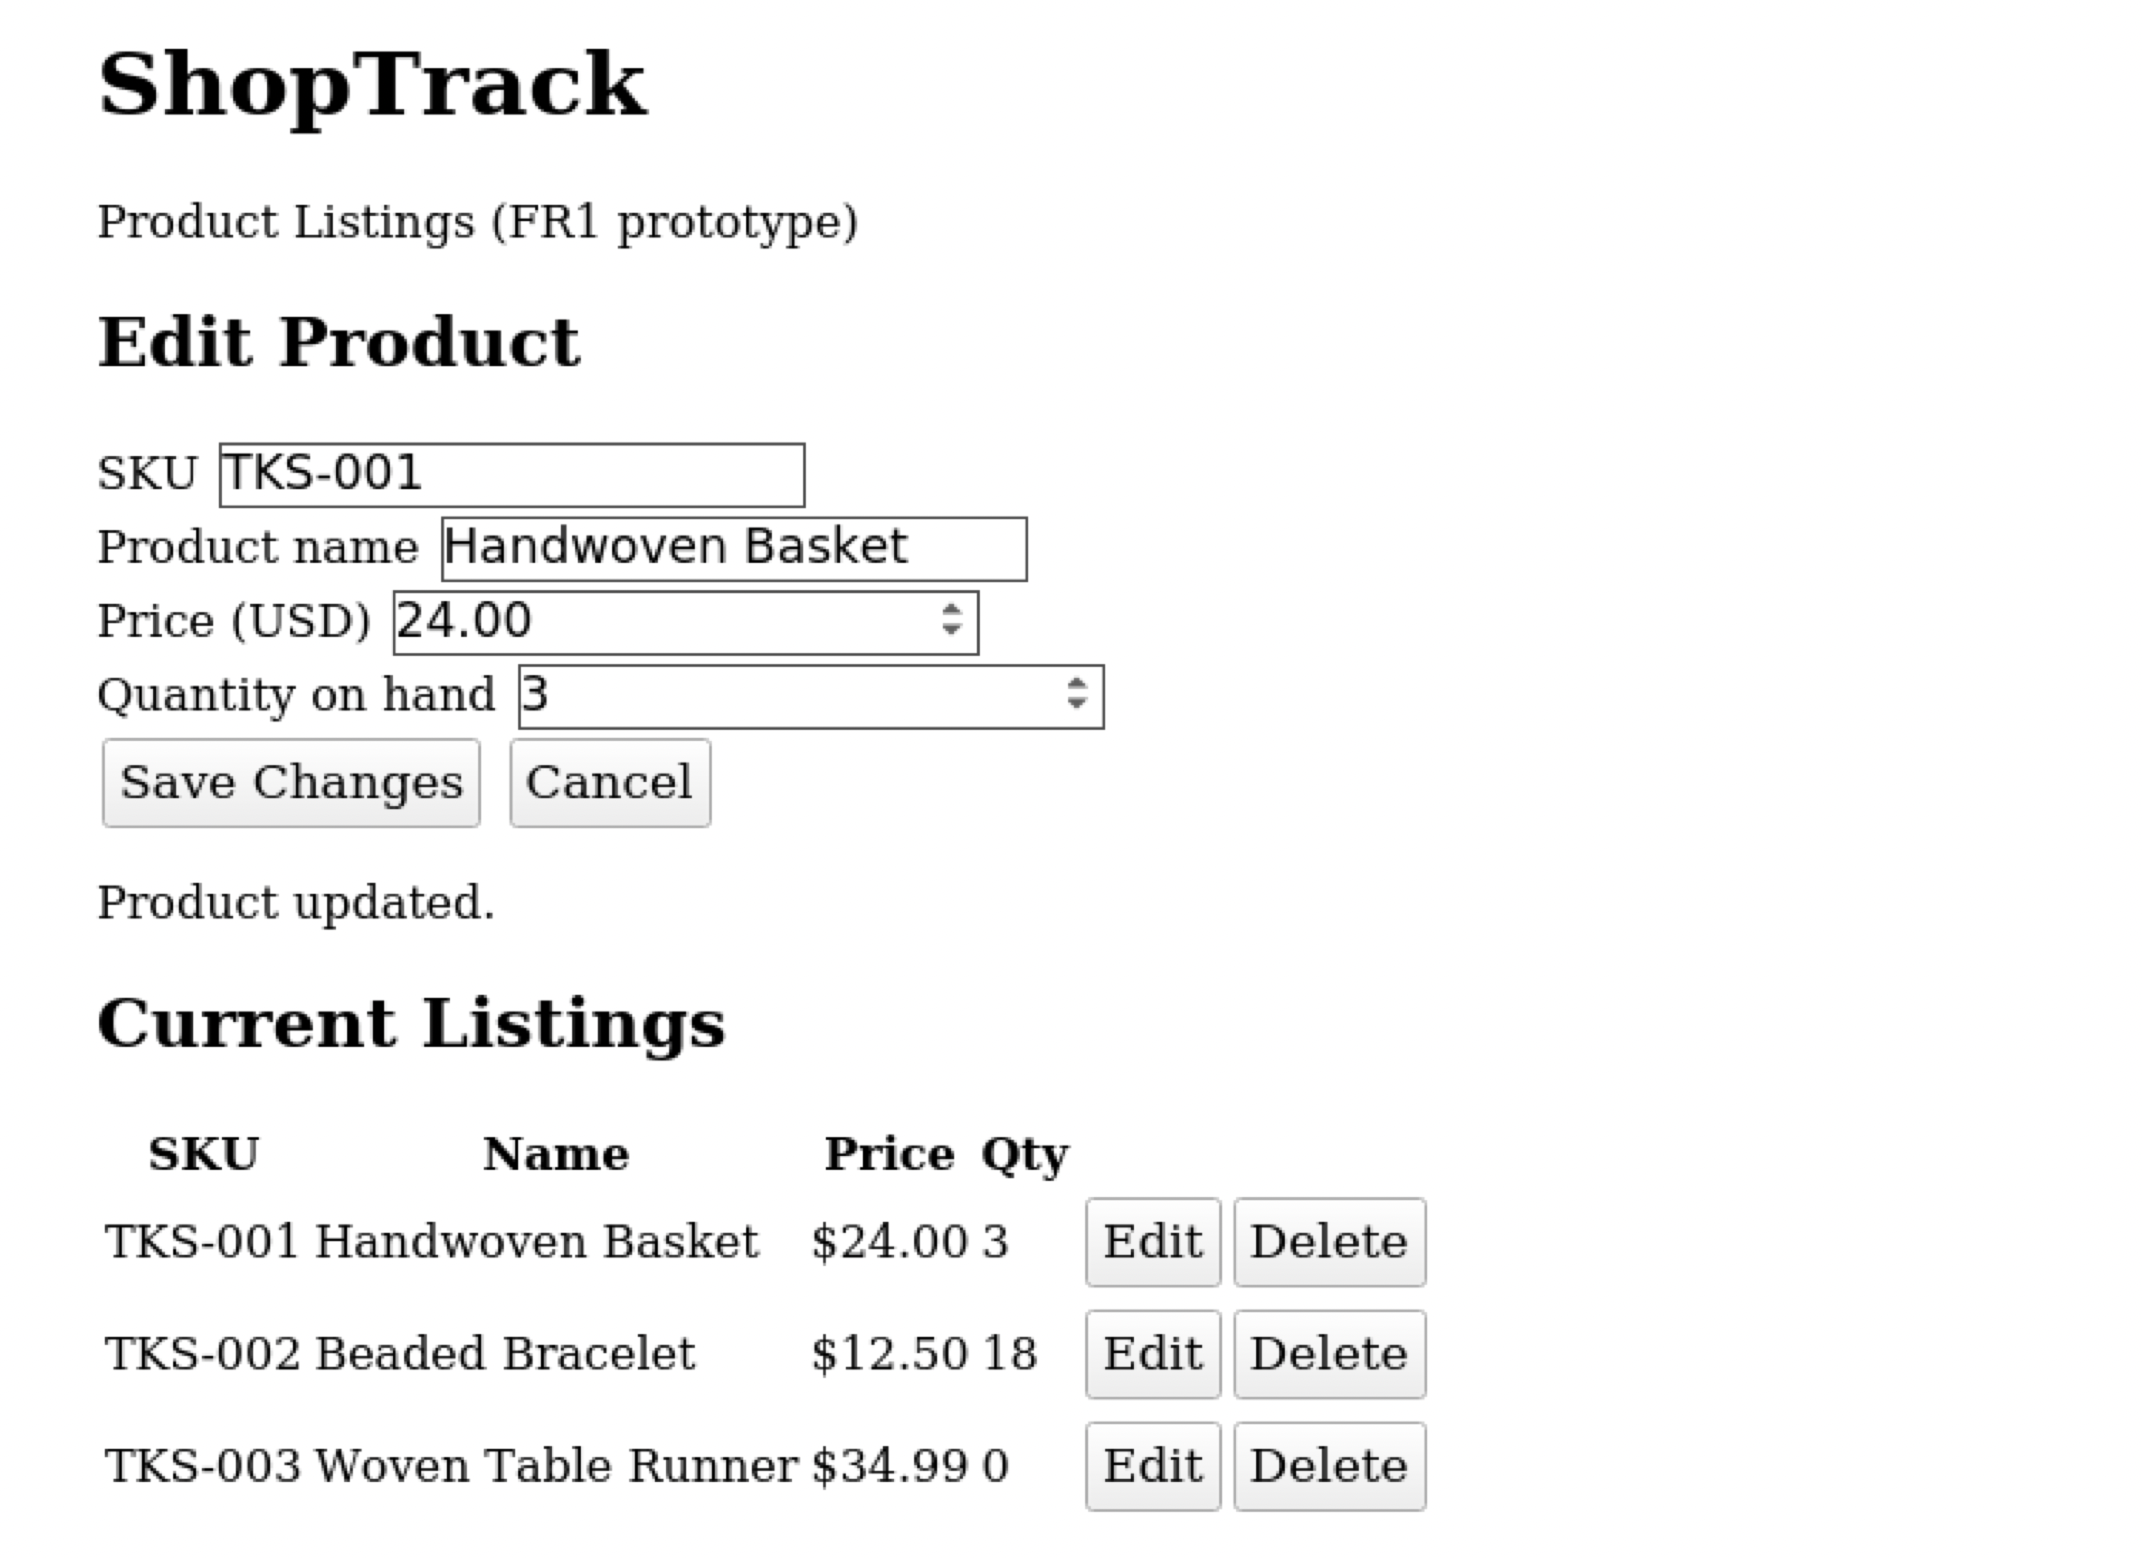 ShopTrack
Product Listings (FR1 prototype)
Edit Product
SKU TKS-001
Product name Handwoven Basket
Price (USD) 24.00
Quantity on hand 3
Save Changes Cancel
Product updated.
Current Listings
SKU Name Price Qty
TKS-001 Handwoven Basket $24.00 3 Edit Delete
TKS-002 Beaded Bracelet $12.50 18 Edit Delete
TKS-003 Woven Table Runner $34.99 0 Edit Delete